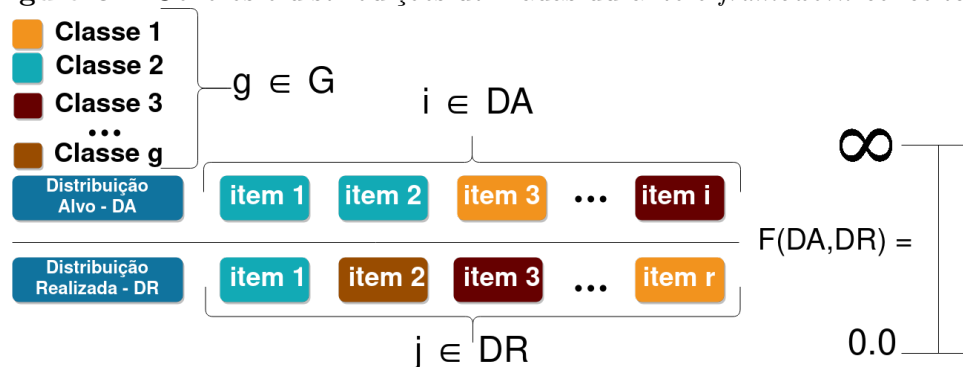 Classe 1
Classe 2
Classe 3
...
Classe g
g ∈ G
i ∈ DA
Distribuição
Alvo - DA
item 1 item 2 item 3 ... item i
Distribuição
Realizada - DR
item 1 item 2 item 3 ... item r
j ∈ DR
∞
F(DA,DR) =
0.0